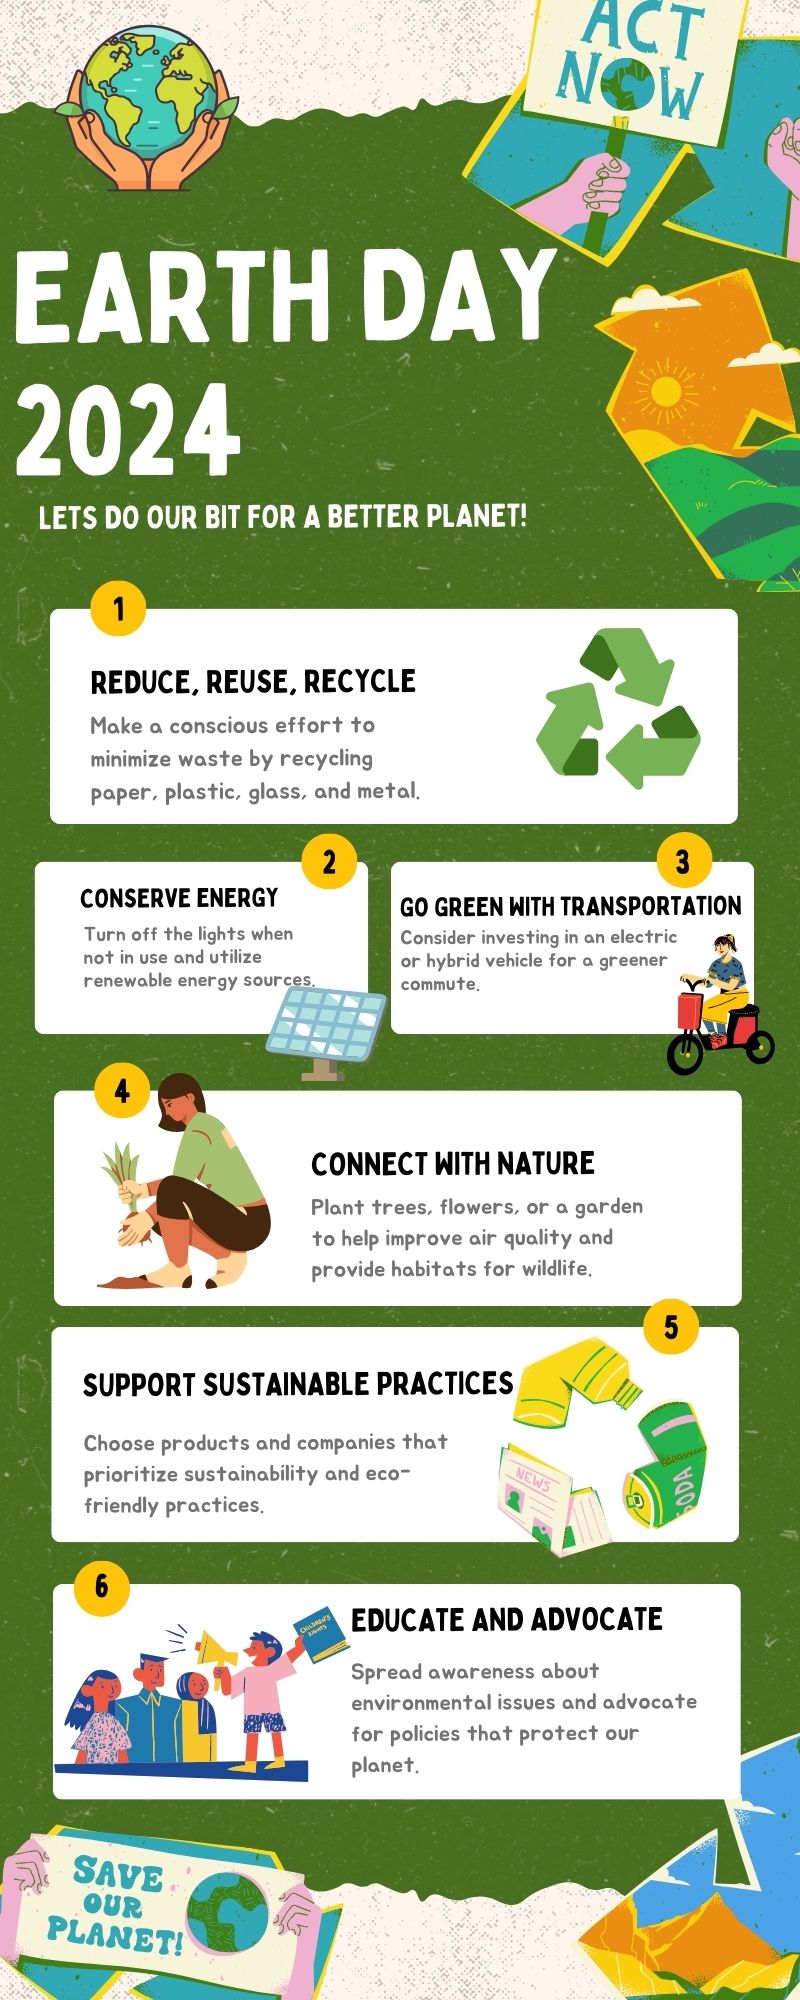 ACT
NOW
EARTH DAY
2024
LETS DO OUR BIT FOR A BETTER PLANET!
1
REDUCE, REUSE, RECYCLE
Make a conscious effort to
minimize waste by recycling
paper, plastic, glass, and metal.
2
CONSERVE ENERGY
Turn off the lights when
not in use and utilize
renewable energy sources.
3
GO GREEN WITH TRANSPORTATION
Consider investing in an electric
or hybrid vehicle for a greener
commute.
4
CONNECT WITH NATURE
Plant trees, flowers, or a garden
to help improve air quality and
provide habitats for wildlife.
5
SUPPORT SUSTAINABLE PRACTICES
Choose products and companies that
prioritize sustainability and eco-
friendly practices.
NEWS
SODA
6
CHILDREN'S
RIGHTS
EDUCATE AND ADVOCATE
Spread awareness about
environmental issues and advocate
for policies that protect our
planet.
SAVE
OUR
PLANET!